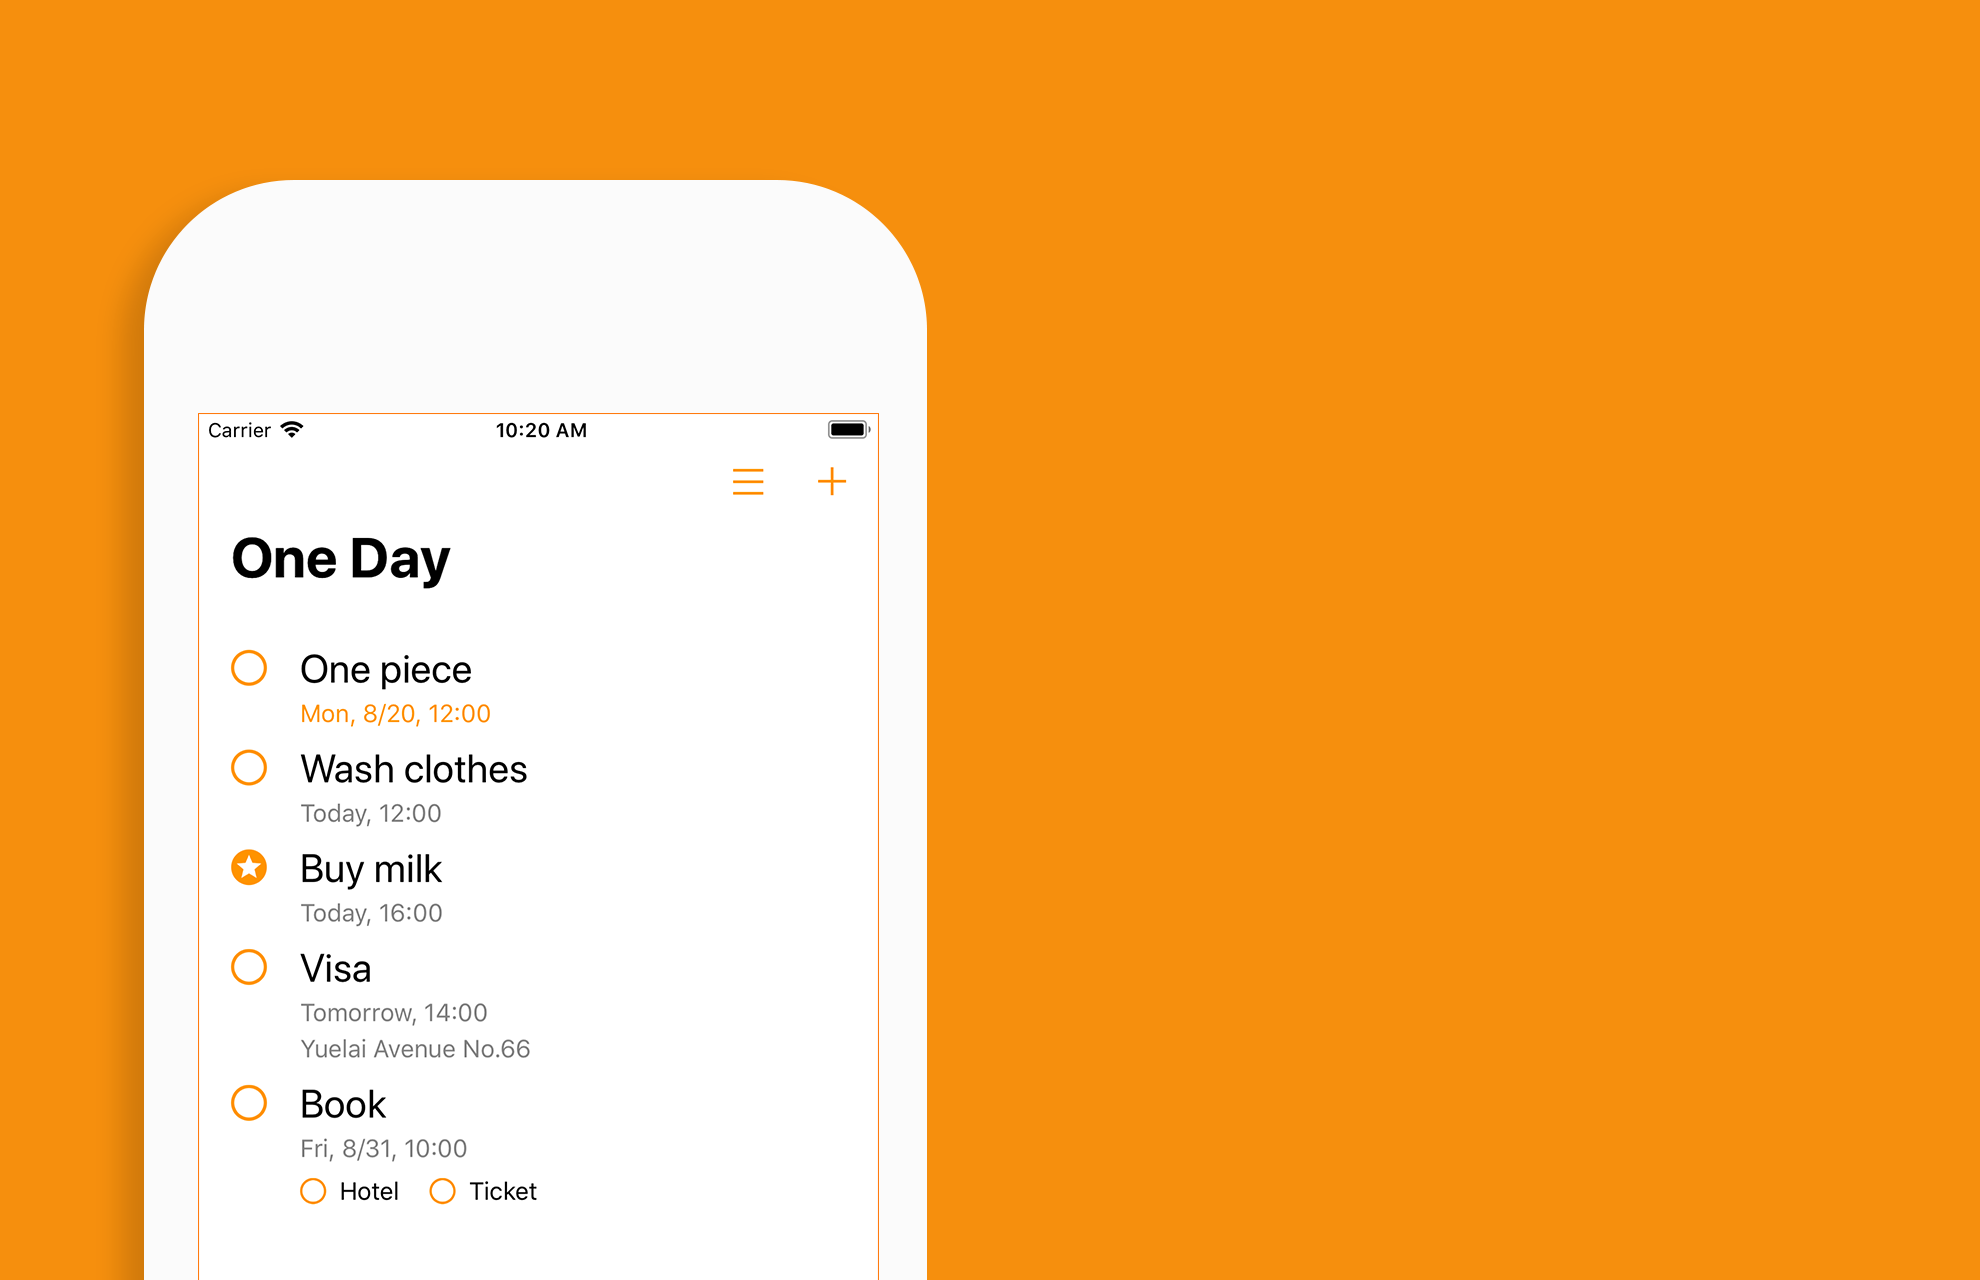 Carrier 10:20 AM
One Day
One piece
Mon, 8/20, 12:00
Wash clothes
Today, 12:00
Buy milk
Today, 16:00
Visa
Tomorrow, 14:00
Yuelai Avenue No.66
Book
Fri, 8/31, 10:00
Hotel Ticket